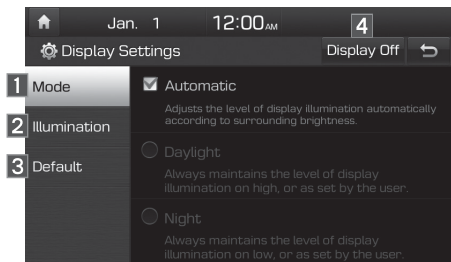 Jan. 1 12:00 AM 4
Display Settings Display Off
1 Mode Automatic
Adjusts the level of display illumination automatically
according to surrounding brightness.
2 Illumination
Daylight
3 Default
Always maintains the level of display
illumination on high, or as set by the user.
Night
Always maintains the level of display
illumination on low, or as set by the user.